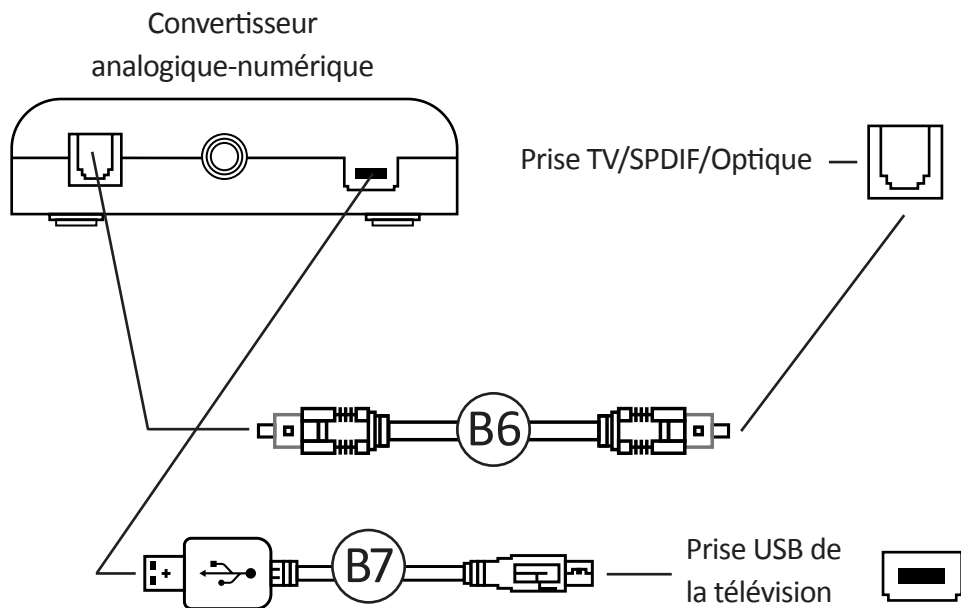 Convertisseur
analogique-numérique
Prise TV/SPDIF/Optique
B6
B7
Prise USB de
la télévision